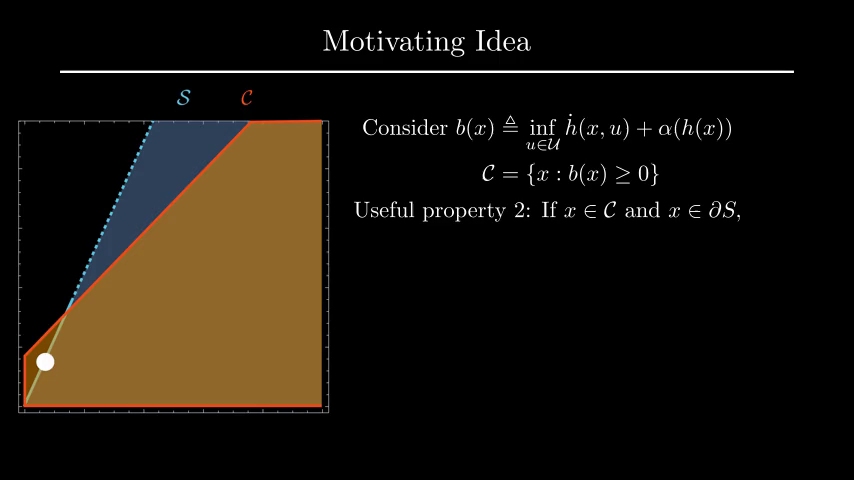 Motivating Idea
𝒮 𝒞
Consider b(x) ≜ inf_{u∈𝒰} ḣ(x, u) + α(h(x))
𝒞 = {x : b(x) ≥ 0}
Useful property 2: If x ∈ 𝒞 and x ∈ ∂S,